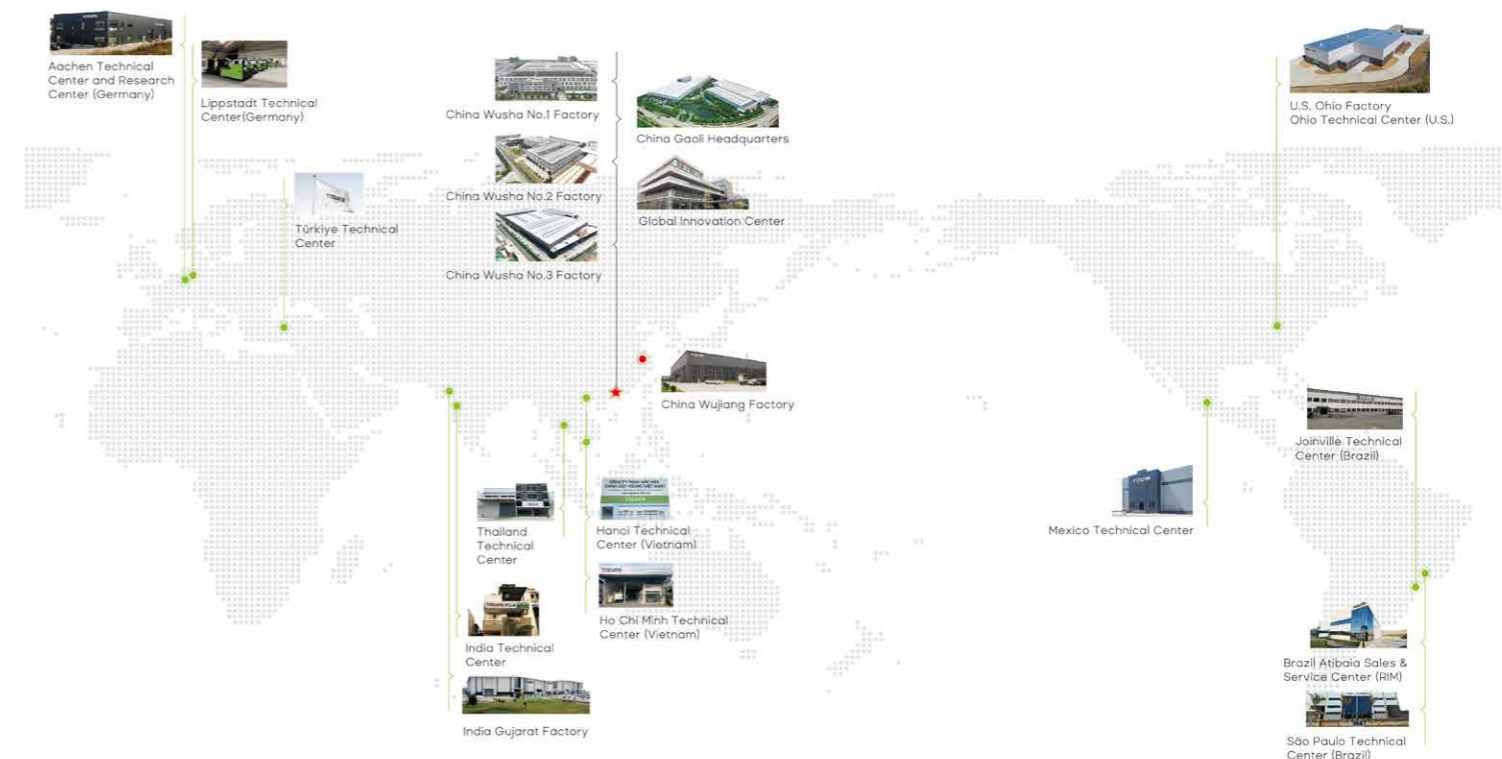 Aachen Technical
Center and Research
Center (Germany)
Lippstadt Technical
Center(Germany)
Türkiye Technical
Center
China Wusha No.1 Factory
China Gaoli Headquarters
China Wusha No.2 Factory
Global Innovation Center
China Wusha No.3 Factory
China Wujiang Factory
U.S. Ohio Factory
Ohio Technical Center (U.S.)
Joinville Technical
Center (Brazil)
Mexico Technical Center
Thailand
Technical
Center
Hanoi Technical
Center (Vietnam)
YIZUMI
Ho Chi Minh Technical
Center (Vietnam)
India Technical
Center
India Gujarat Factory
Brazil Atibaia Sales &
Service Center (RIM)
São Paulo Technical
Center (Brazil)